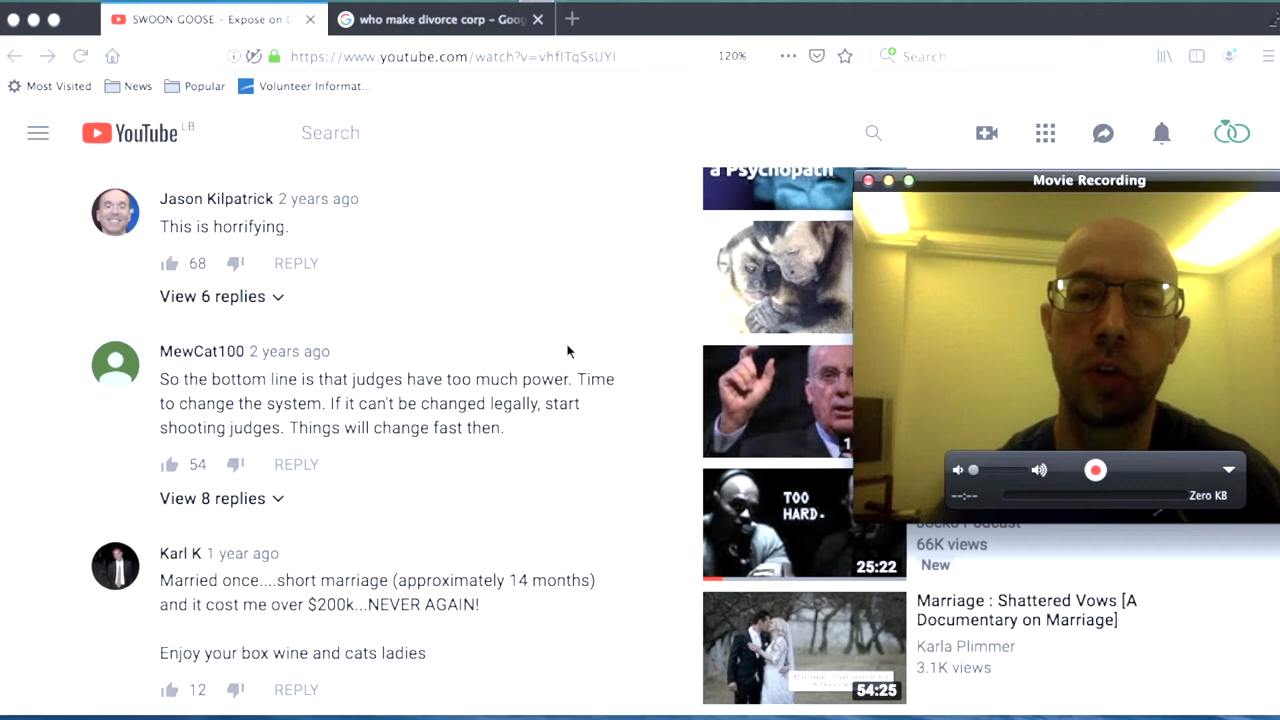 SWOON GOOSE - Expose on D
who make divorce corp - Goog
https://www.youtube.com/watch?v=vhfITqSsUYI
120%
Search
Most Visited
News
Popular
Volunteer Informat...
YouTube LB
Search
a Psychopath
Movie Recording
Jason Kilpatrick 2 years ago
This is horrifying.
68
REPLY
View 6 replies
MewCat100 2 years ago
So the bottom line is that judges have too much power. Time
to change the system. If it can't be changed legally, start
shooting judges. Things will change fast then.
54
REPLY
View 8 replies
Karl K 1 year ago
Married once....short marriage (approximately 14 months)
and it cost me over $200k...NEVER AGAIN!
Enjoy your box wine and cats ladies
12
REPLY
1
TOO
HARD.
25:22
--:--
Zero KB
Podcast
66K views
New
54:25
Marriage : Shattered Vows [A
Documentary on Marriage]
Karla Plimmer
3.1K views